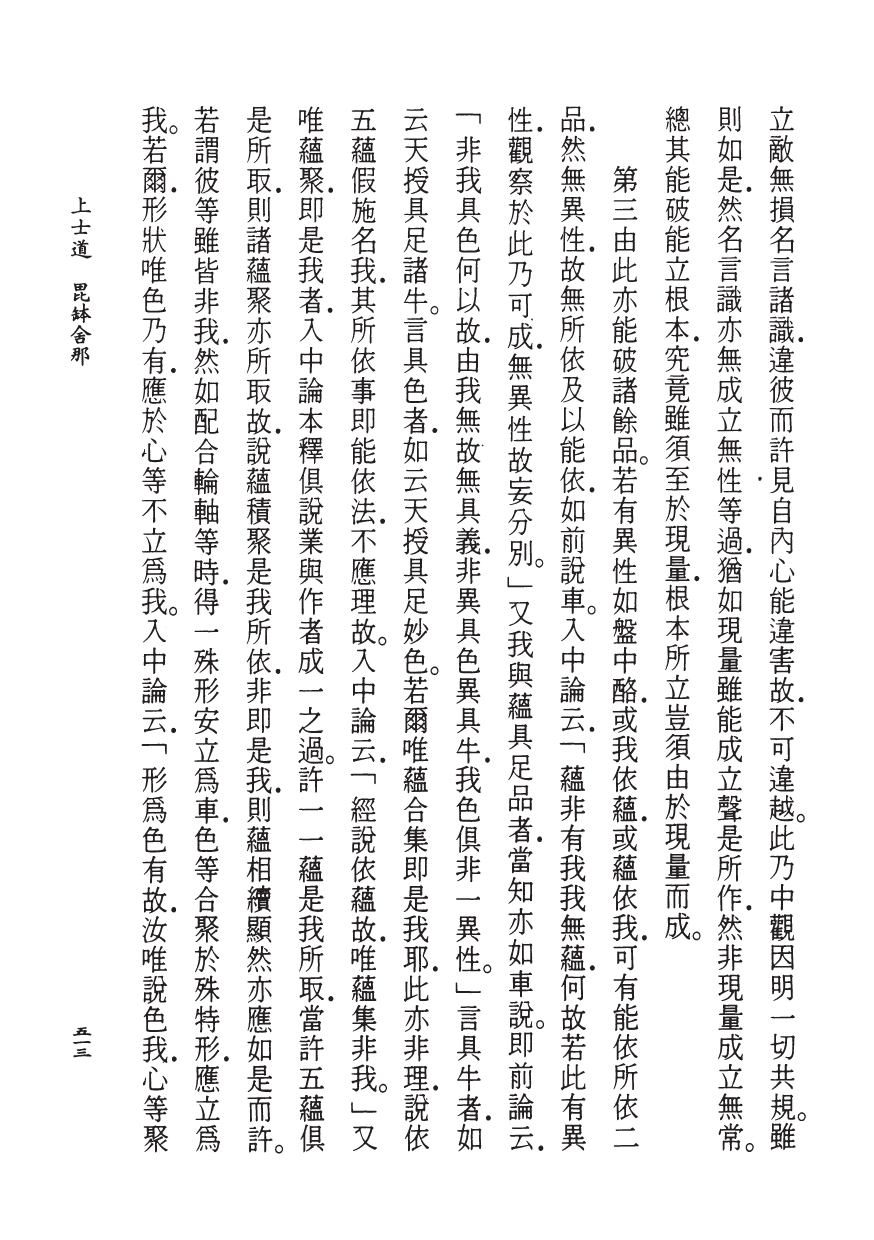 立敵無損名言諸識．違彼而許見自內心能違害故．不可違越。此乃中觀因明一切共規。雖
則如是．然名言識亦無成立無性等過．猶如現量雖能成立聲是所作．然非現量成立無常。
總其能破能立根本．究竟雖須至於現量．根本所立豈須由於現量而成。
第三由此亦能破諸餘品。若有異性如盤中酪．或我依蘊．或蘊依我．可有能依所依二
品．然無異性．故無所依及以能依．如前說車。入中論云．「蘊非有我我無蘊．何故若此有異
性．觀察於此乃可成．無異性故妄分別。」又我與蘊具足品者．當知亦如車說。即前論云．
「非我具色何以故．由我無故無具義．非異具色異具牛．我色俱非一異性。」言具牛者．如
云天授具足諸牛。言具色者．如云天授具足妙色。若爾唯蘊合集即是我耶．此亦非理．說依
五蘊假施名我．其所依事即能依法．不應理故。入中論云．「經說依蘊故．唯蘊集非我。」又
唯蘊聚．即是我者．入中論本釋俱說業與作者成一之過。許一一蘊是我所取．當許五蘊俱
是所取．則諸蘊聚亦所取故．說蘊積聚是我所依．非即是我．則蘊相續顯然亦應如是而許。
若謂彼等雖皆非我．然如配合輪軸等時．得一殊形安立爲車．色等合聚於殊特形．應立爲
我。若爾．形狀唯色乃有．應於心等不立爲我。入中論云．「形爲色有故．汝唯說色我．心等聚
上士道　毘鉢舍那
五一三